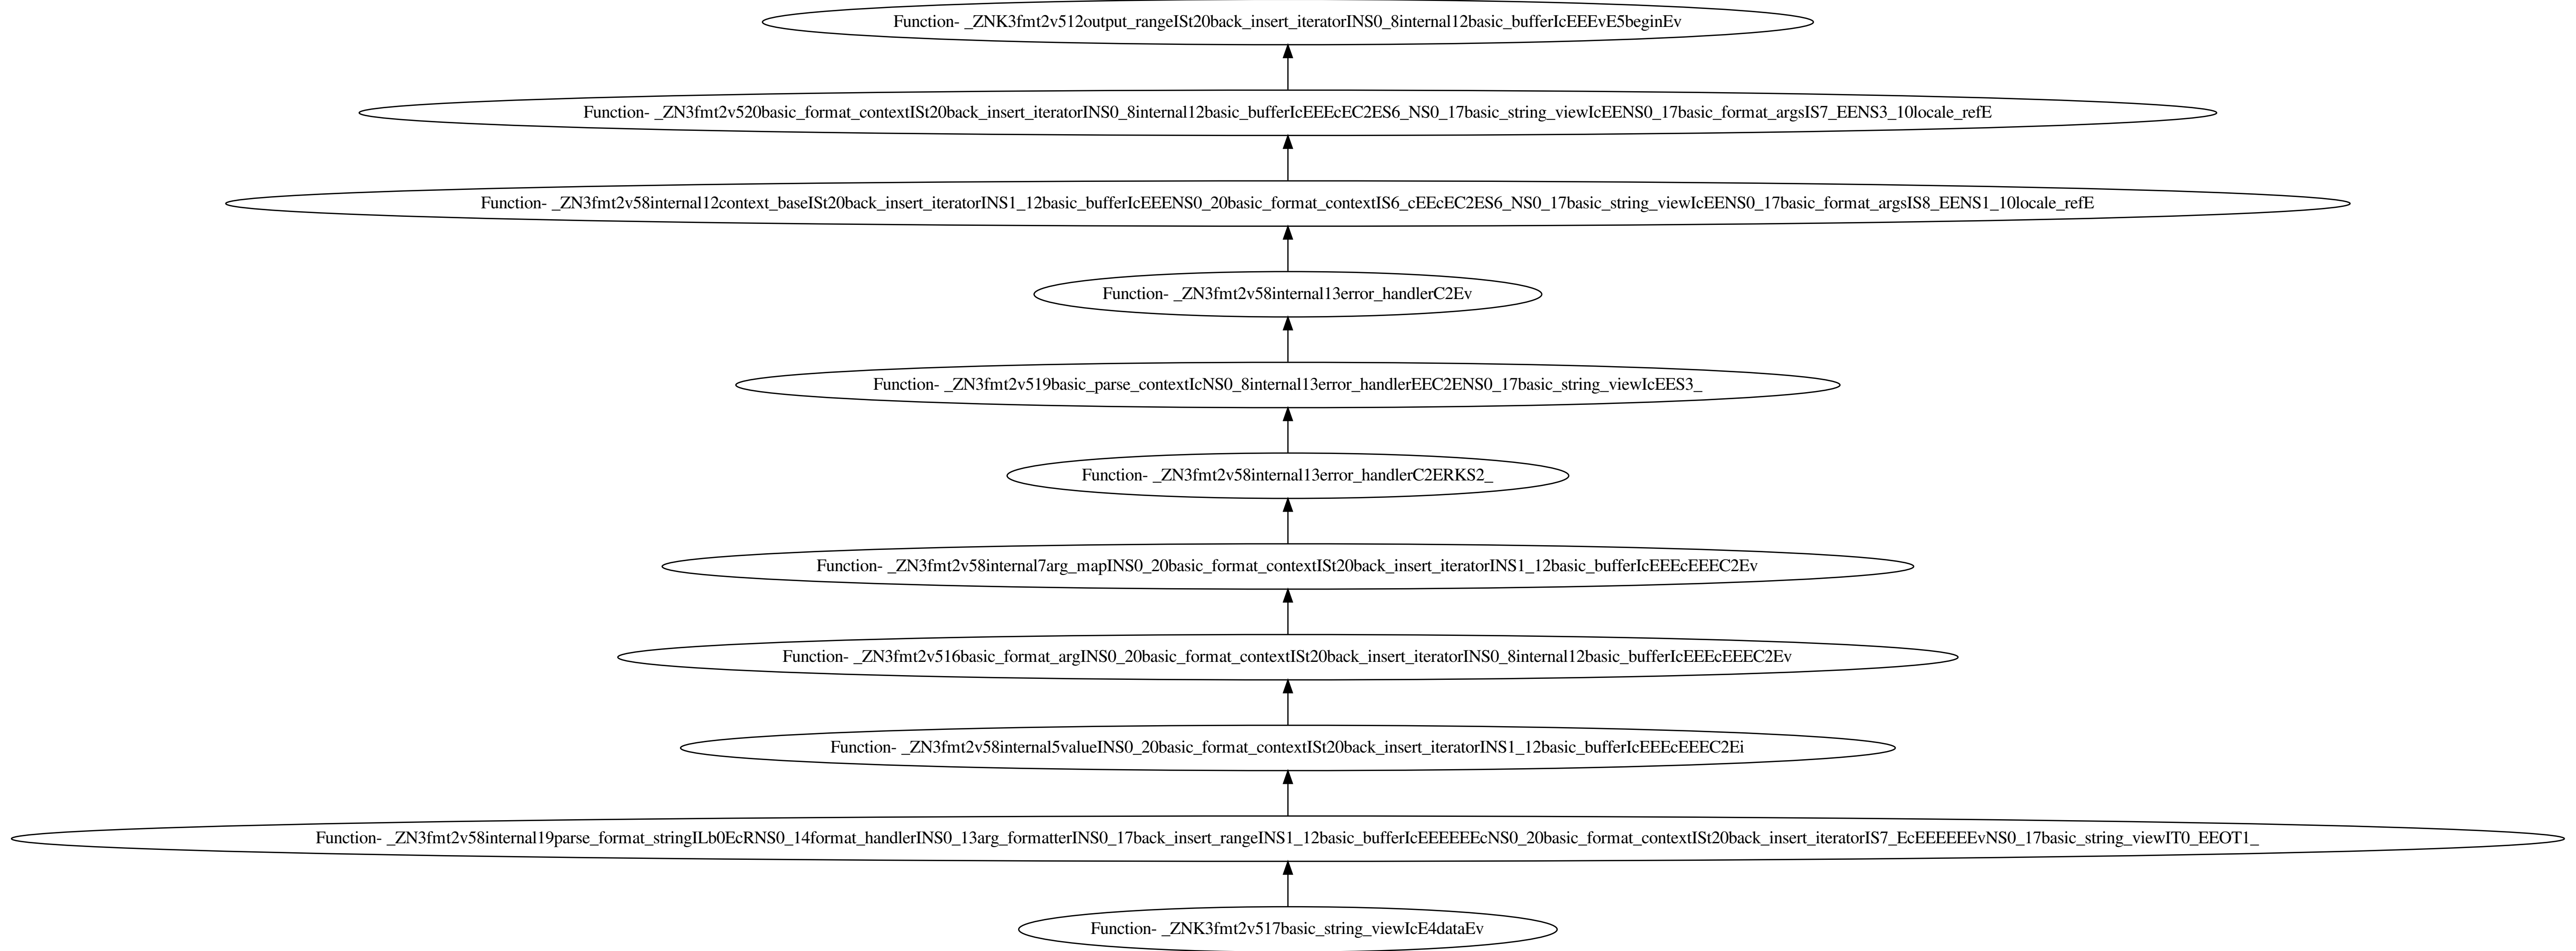 Function- _ZNK3fmt2v512output_rangeISt20back_insert_iteratorINS0_8internal12basic_bufferIcEEEvE5beginEv
Function- _ZN3fmt2v520basic_format_contextISt20back_insert_iteratorINS0_8internal12basic_bufferIcEEEcEC2ES6_NS0_17basic_string_viewIcEENS0_17basic_format_argsIS7_EENS3_10locale_refE
Function- _ZN3fmt2v58internal12context_baseISt20back_insert_iteratorINS1_12basic_bufferIcEEENS0_20basic_format_contextIS6_cEEcEC2ES6_NS0_17basic_string_viewIcEENS0_17basic_format_argsIS8_EENS1_10locale_refE
Function- _ZN3fmt2v58internal13error_handlerC2Ev
Function- _ZN3fmt2v519basic_parse_contextIcNS0_8internal13error_handlerEEC2ENS0_17basic_string_viewIcEES3_
Function- _ZN3fmt2v58internal13error_handlerC2ERKS2_
Function- _ZN3fmt2v58internal7arg_mapINS0_20basic_format_contextISt20back_insert_iteratorINS1_12basic_bufferIcEEEcEEEC2Ev
Function- _ZN3fmt2v516basic_format_argINS0_20basic_format_contextISt20back_insert_iteratorINS0_8internal12basic_bufferIcEEEcEEEC2Ev
Function- _ZN3fmt2v58internal5valueINS0_20basic_format_contextISt20back_insert_iteratorINS1_12basic_bufferIcEEEcEEEC2Ei
Function- _ZN3fmt2v58internal19parse_format_stringILb0EcRNS0_14format_handlerINS0_13arg_formatterINS0_17back_insert_rangeINS1_12basic_bufferIcEEEEEEcNS0_20basic_format_contextISt20back_insert_iteratorIS7_EcEEEEEEvNS0_17basic_string_viewIT0_EEOT1_
Function- _ZNK3fmt2v517basic_string_viewIcE4dataEv